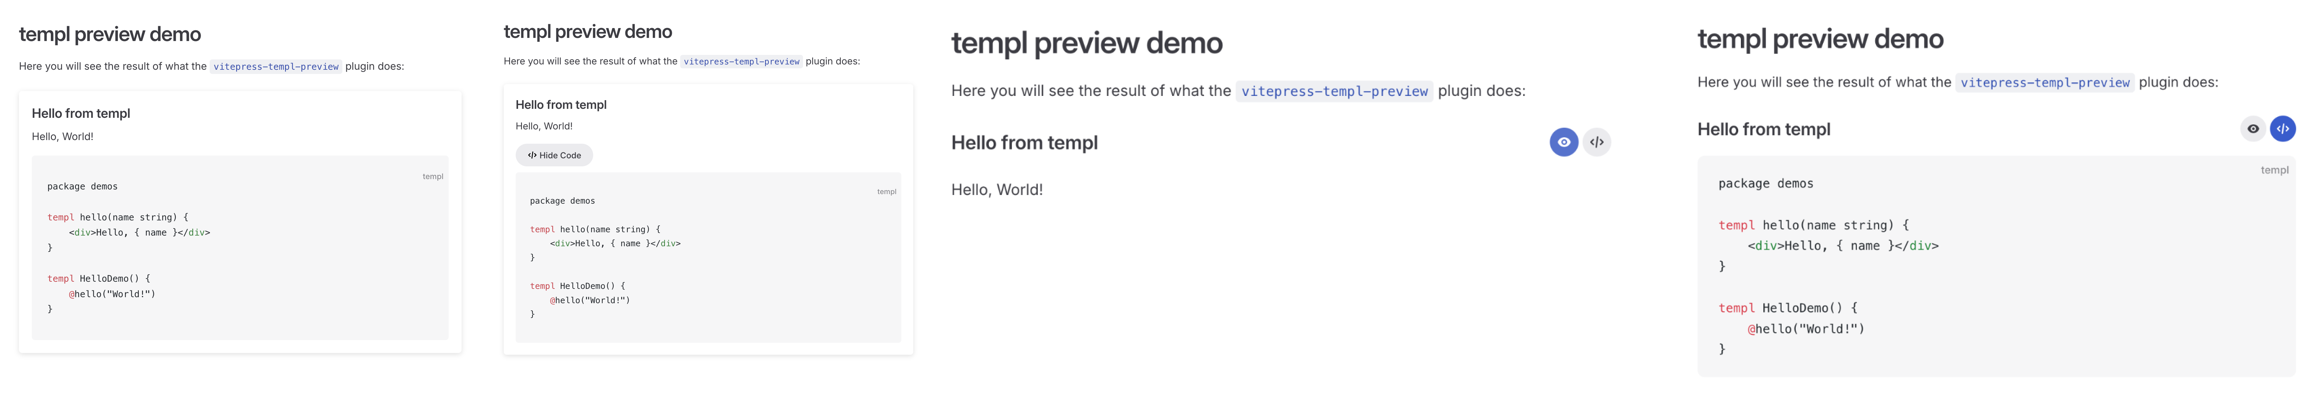 templ preview demo
Here you will see the result of what the vitepress-templ-preview plugin does:
Hello from templ
Hello, World!
templ
package demos
templ hello(name string) {
    <div>Hello, { name }</div>
}
templ HelloDemo() {
    @hello("World!")
}
templ preview demo
Here you will see the result of what the vitepress-templ-preview plugin does:
Hello from templ
Hello, World!
</> Hide Code
templ
package demos
templ hello(name string) {
    <div>Hello, { name }</div>
}
templ HelloDemo() {
    @hello("World!")
}
templ preview demo
Here you will see the result of what the vitepress-templ-preview plugin does:
Hello from templ
</>
Hello, World!
templ preview demo
Here you will see the result of what the vitepress-templ-preview plugin does:
Hello from templ
</>
templ
package demos
templ hello(name string) {
    <div>Hello, { name }</div>
}
templ HelloDemo() {
    @hello("World!")
}